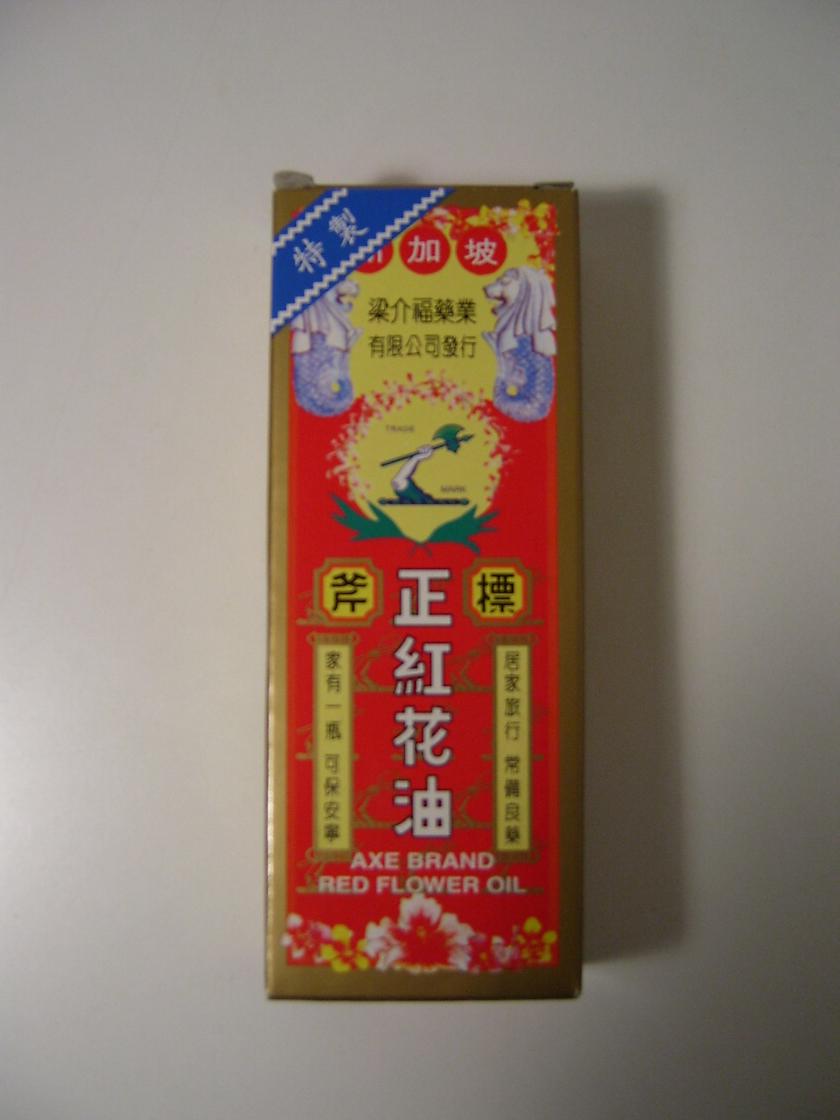 特製
新加坡
梁介福藥業
有限公司發行
TRADE
MARK
斧標
正紅花油
居家旅行 常備良藥
家有一瓶 可保安寧
AXE BRAND
RED FLOWER OIL